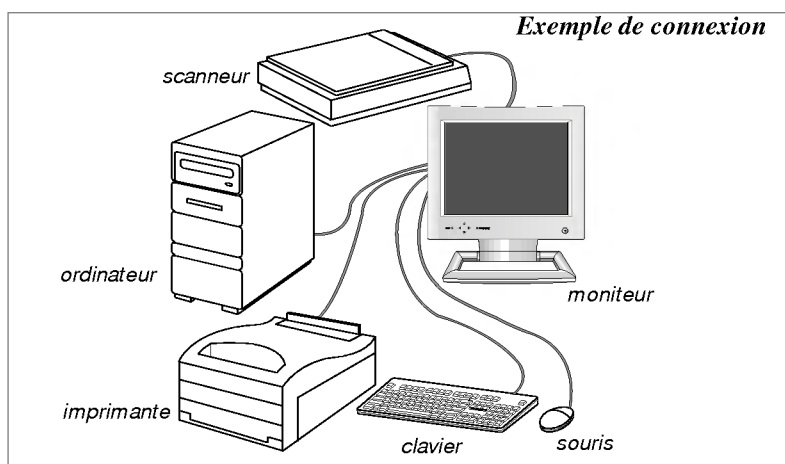 Exemple de connexion
scanneur
ordinateur
moniteur
imprimante
clavier
souris